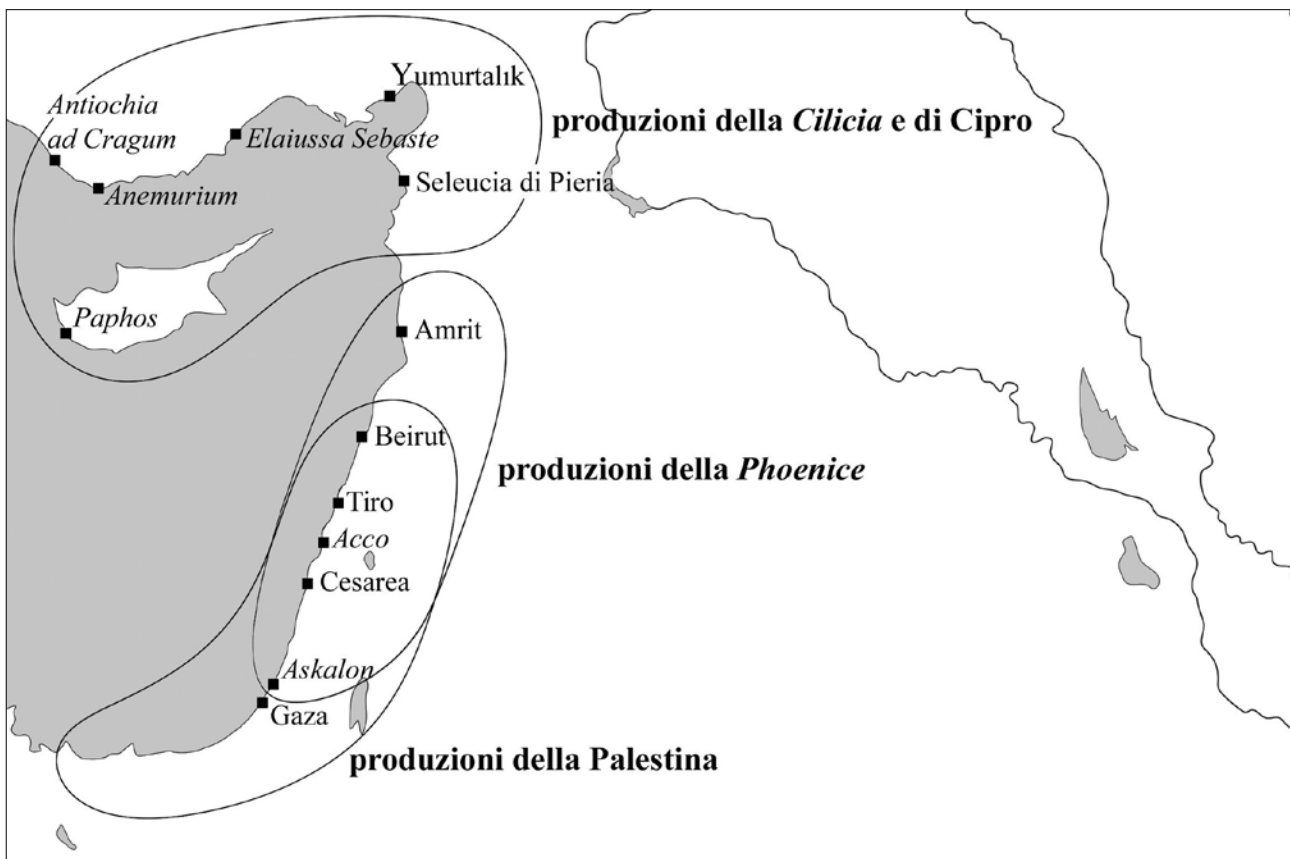 Yumurtalık
Antiochia
ad Cragum
produzioni della Cilicia e di Cipro
Elaiussa Sebaste
Seleucia di Pieria
Anemurium
Paphos
Amrit
Beirut
produzioni della Phoenice
Tiro
Acco
Cesarea
Askalon
Gaza
produzioni della Palestina